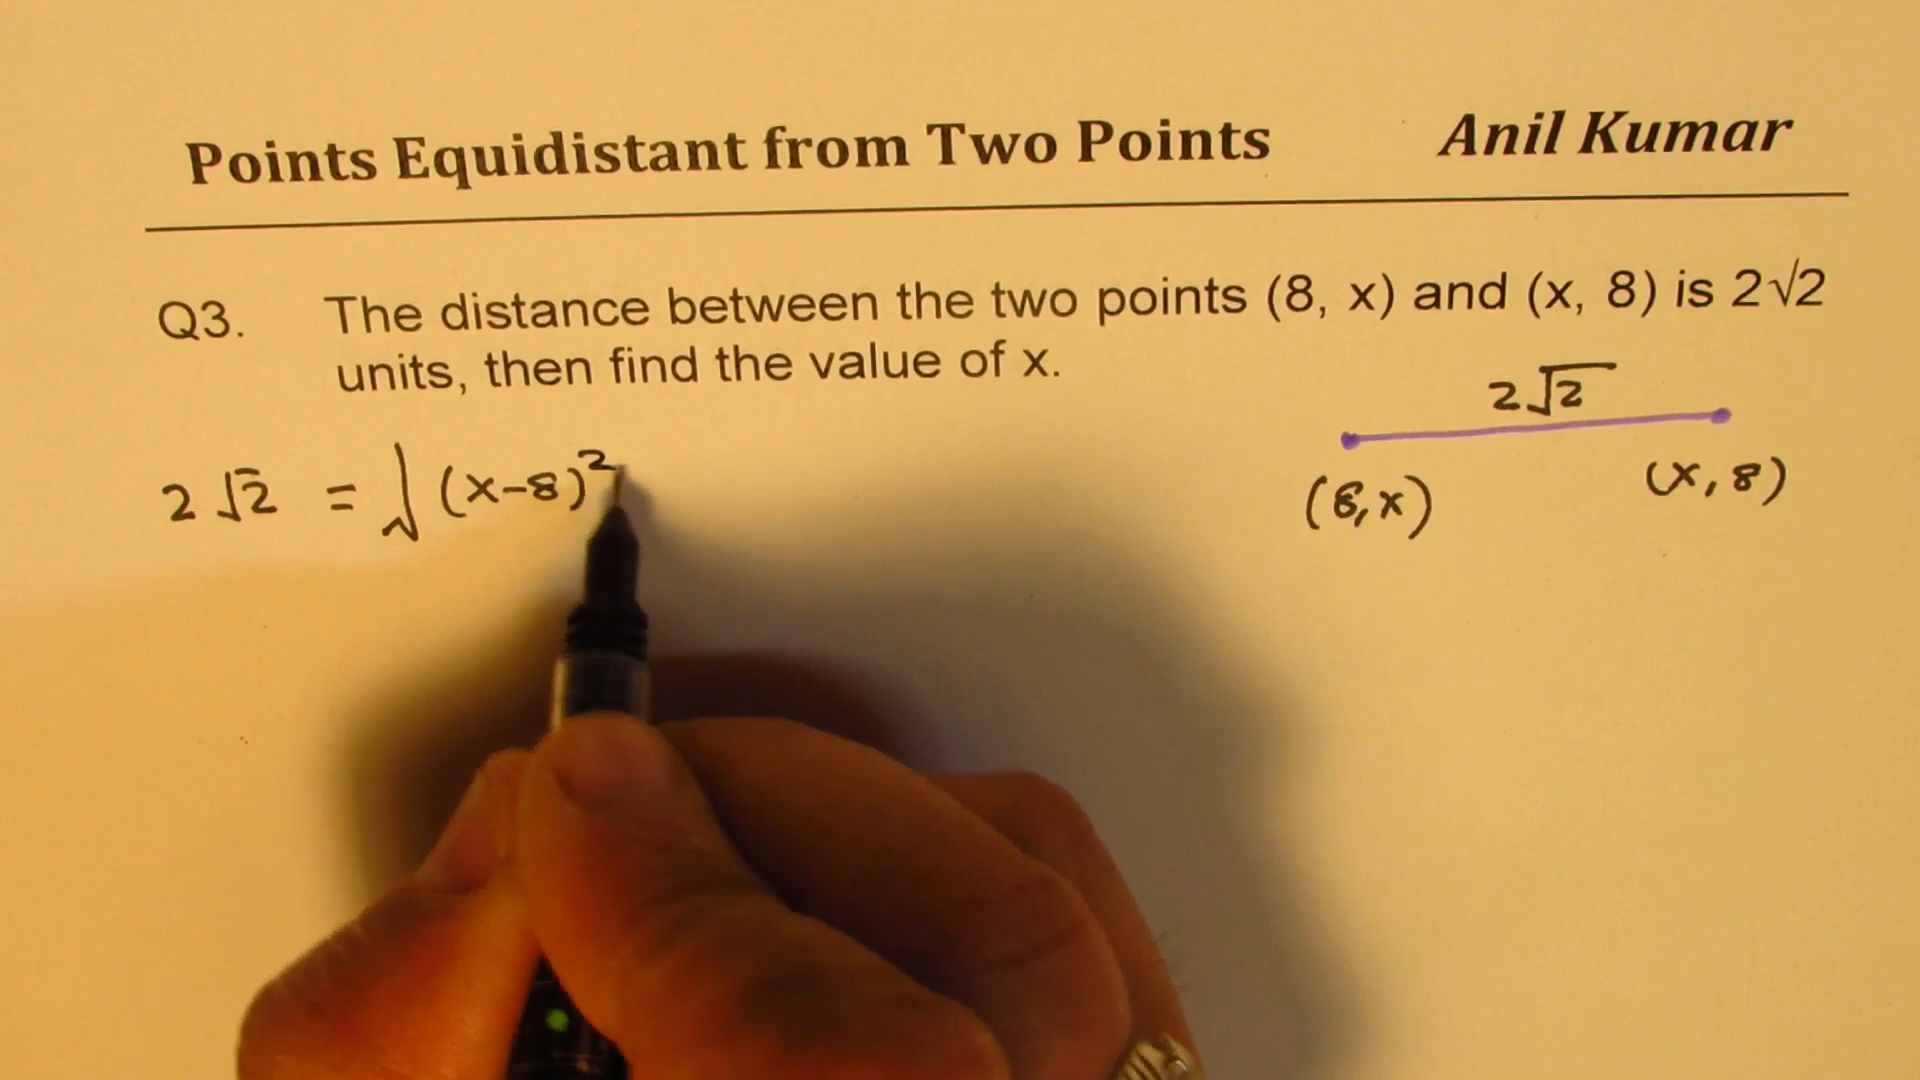 Points Equidistant from Two Points Anil Kumar
Q3. The distance between the two points (8, x) and (x, 8) is 2√2
units, then find the value of x.
2√2
2√2 = √(x-8)²
(8,x) (x,8)